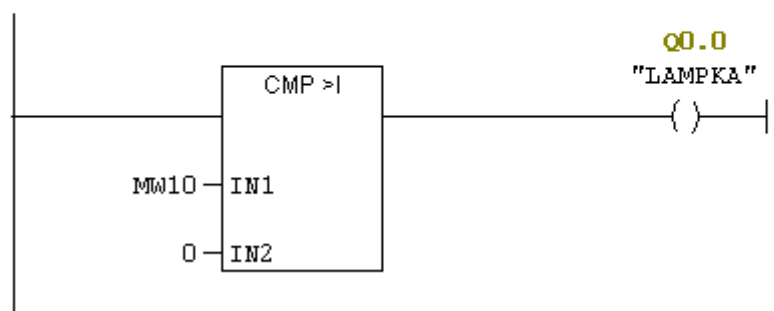 Q0.0
"LAMPKA"
CMP >I
( )
MW10 IN1
0 IN2